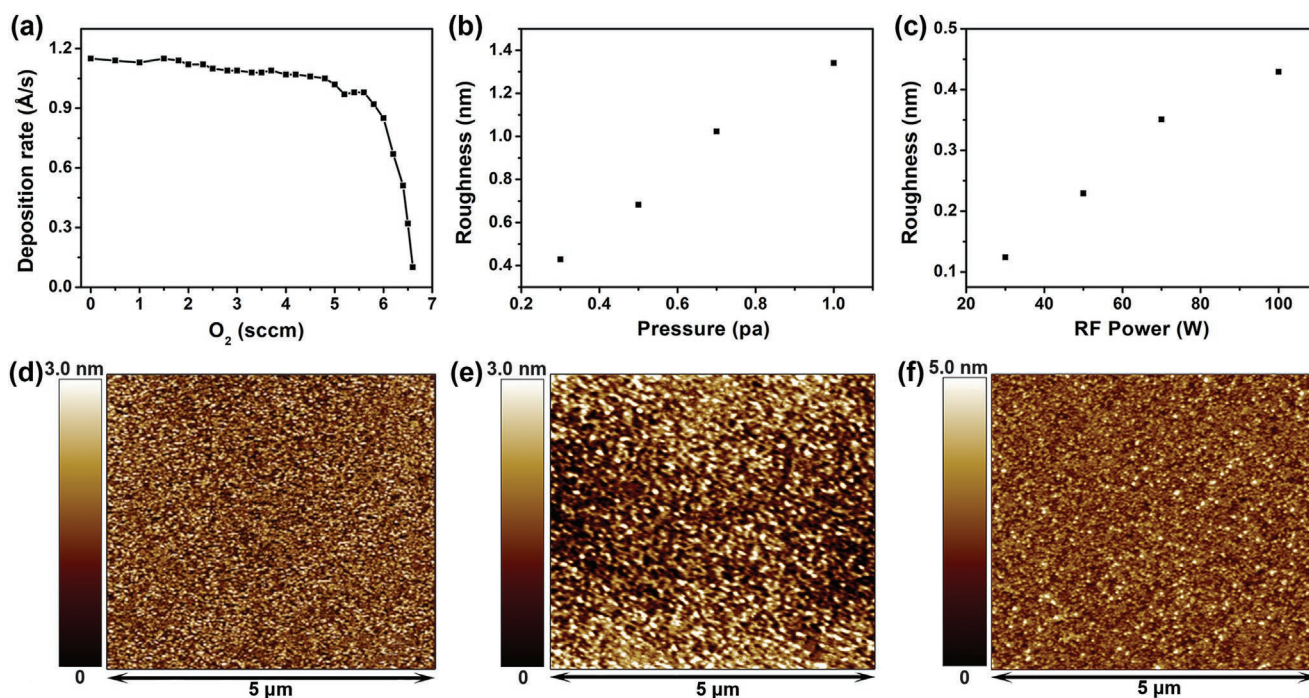 (a)
Deposition rate (Å/s)
1.2
0.9
0.6
0.3
0.0
0 1 2 3 4 5 6 7
O₂ (sccm)
(b)
Roughness (nm)
1.4
1.2
1.0
0.8
0.6
0.4
0.2 0.4 0.6 0.8 1.0
Pressure (pa)
(c)
Roughness (nm)
0.5
0.4
0.3
0.2
0.1
20 40 60 80 100
RF Power (W)
(d) 3.0 nm
0
5 μm
(e) 3.0 nm
0
5 μm
(f) 5.0 nm
0
5 μm